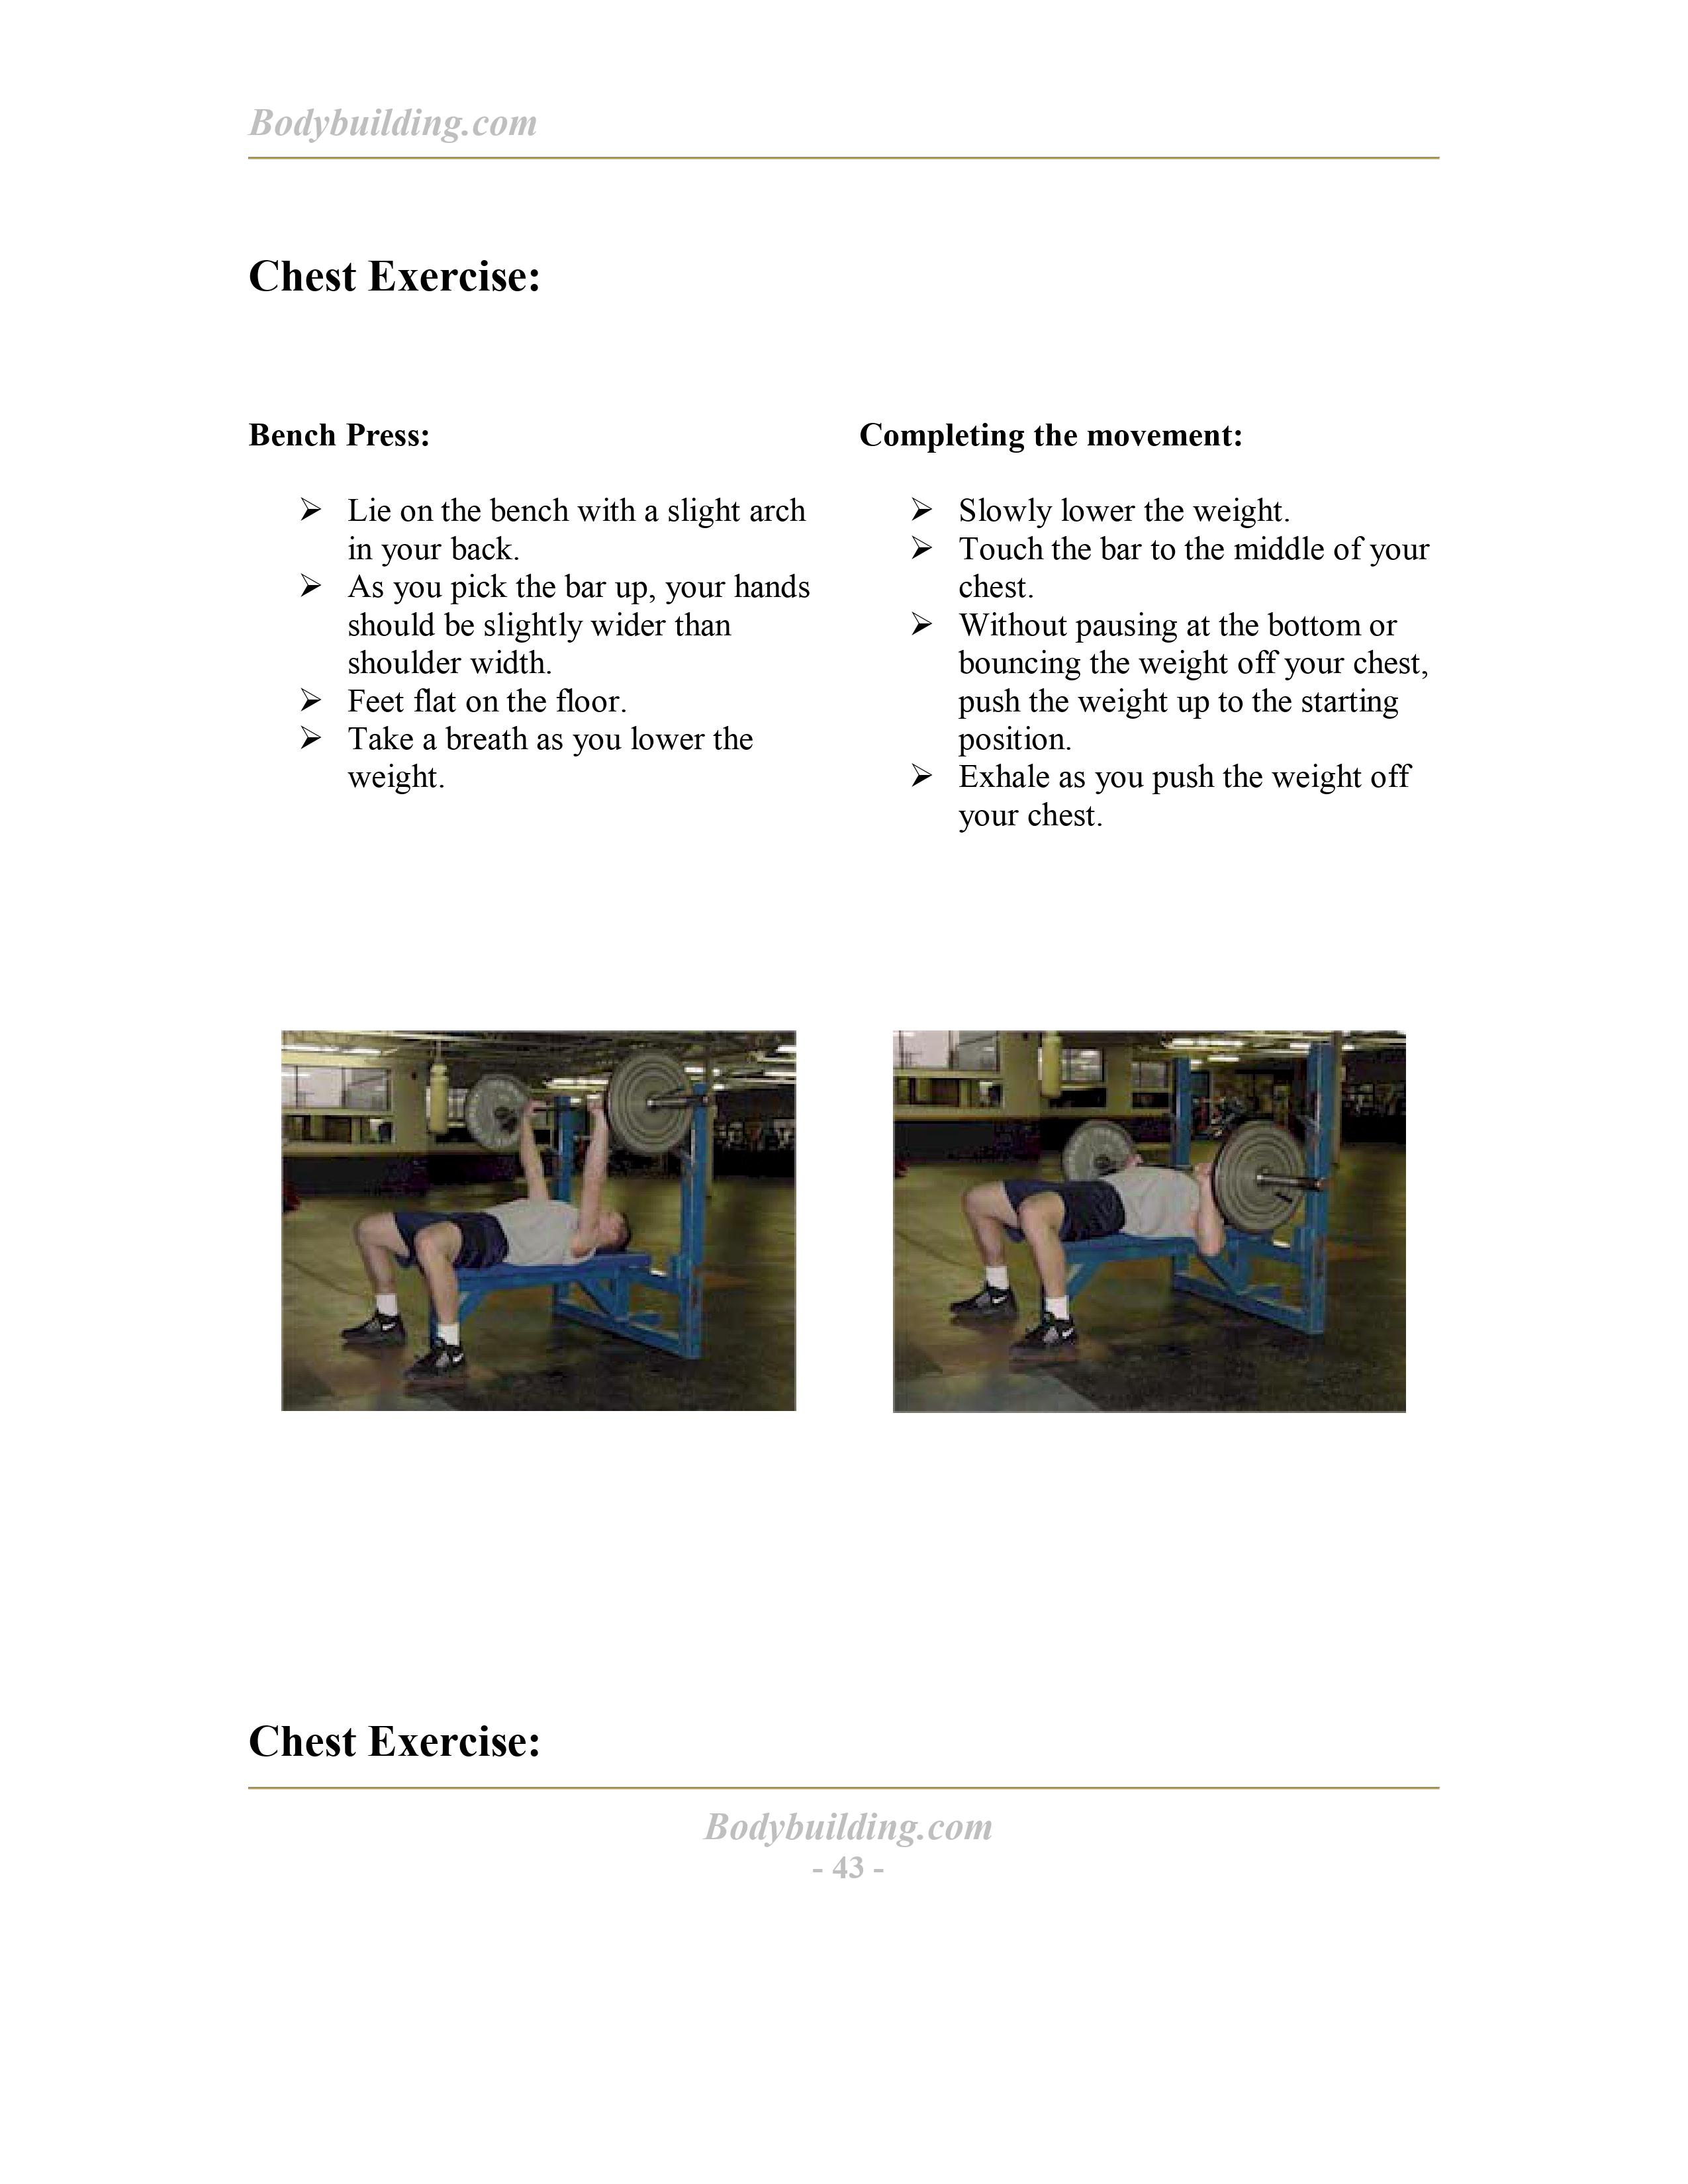 Bodybuilding.com
Chest Exercise:
Bench Press:
➢ Lie on the bench with a slight arch
in your back.
➢ As you pick the bar up, your hands
should be slightly wider than
shoulder width.
➢ Feet flat on the floor.
➢ Take a breath as you lower the
weight.
Completing the movement:
➢ Slowly lower the weight.
➢ Touch the bar to the middle of your
chest.
➢ Without pausing at the bottom or
bouncing the weight off your chest,
push the weight up to the starting
position.
➢ Exhale as you push the weight off
your chest.
Chest Exercise:
Bodybuilding.com
- 43 -